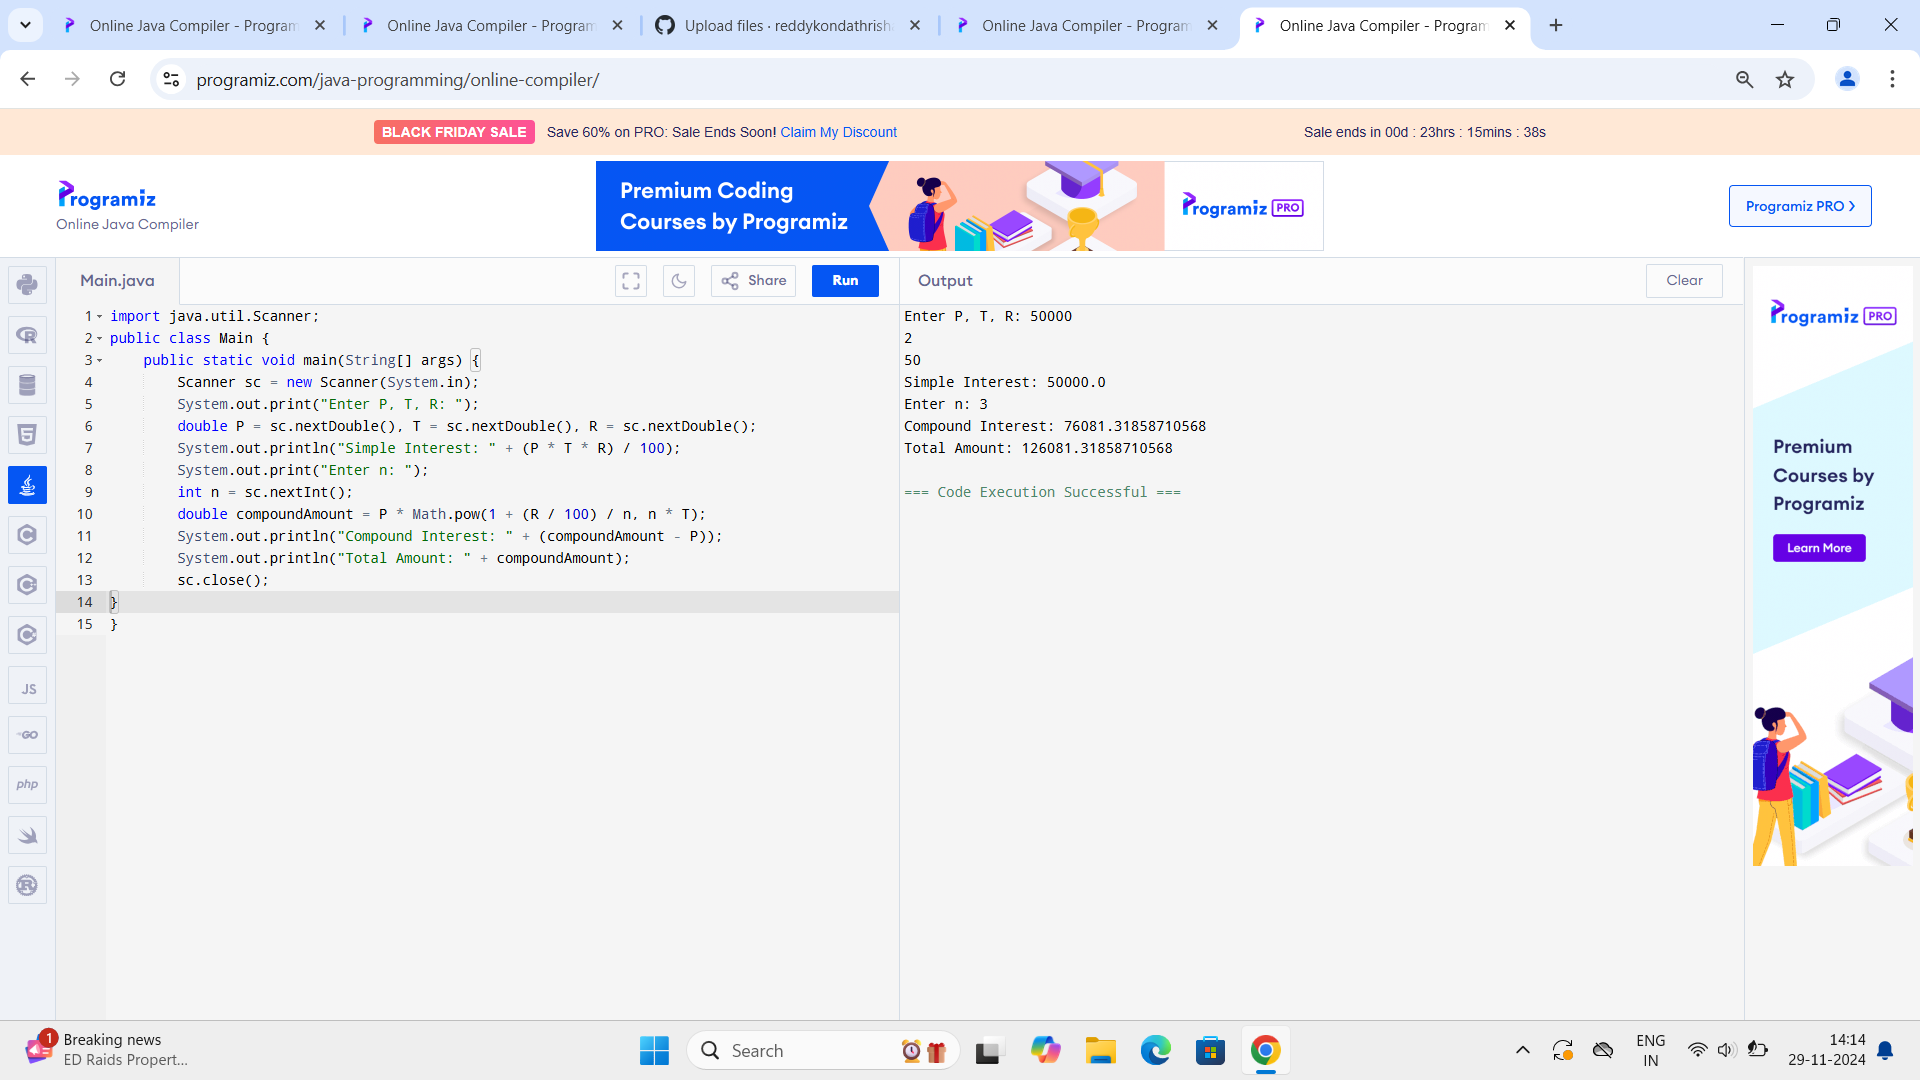 Online Java Compiler - Program
Online Java Compiler - Program
Upload files · reddykondathrisha
Online Java Compiler - Program
Online Java Compiler - Program
programiz.com/java-programming/online-compiler/
BLACK FRIDAY SALE Save 60% on PRO: Sale Ends Soon! Claim My Discount Sale ends in 00d : 23hrs : 15mins : 38s
Programiz
Online Java Compiler
Premium Coding
Courses by Programiz
Programiz PRO
Programiz PRO
Main.java
Share
Run
Output
Clear
1 import java.util.Scanner;
2 public class Main {
3 public static void main(String[] args) {
4 Scanner sc = new Scanner(System.in);
5 System.out.print("Enter P, T, R: ");
6 double P = sc.nextDouble(), T = sc.nextDouble(), R = sc.nextDouble();
7 System.out.println("Simple Interest: " + (P * T * R) / 100);
8 System.out.print("Enter n: ");
9 int n = sc.nextInt();
10 double compoundAmount = P * Math.pow(1 + (R / 100) / n, n * T);
11 System.out.println("Compound Interest: " + (compoundAmount - P));
12 System.out.println("Total Amount: " + compoundAmount);
13 sc.close();
14 }
15 }
Enter P, T, R: 50000
2
50
Simple Interest: 50000.0
Enter n: 3
Compound Interest: 76081.31858710568
Total Amount: 126081.31858710568
=== Code Execution Successful ===
JS
GO
php
Programiz PRO
Premium
Courses by
Programiz
Learn More
1
Breaking news
ED Raids Propert...
Search
ENG
IN
14:14
29-11-2024